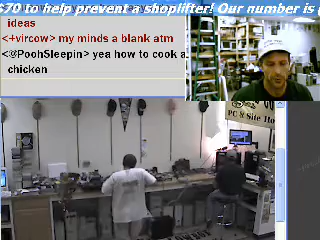 $70 to help prevent a shoplifter! Our number is
ideas
<+vircow> my minds a blank atm
<@PoohSleepin> yea how to cook a
chicken
PC & Site Ho